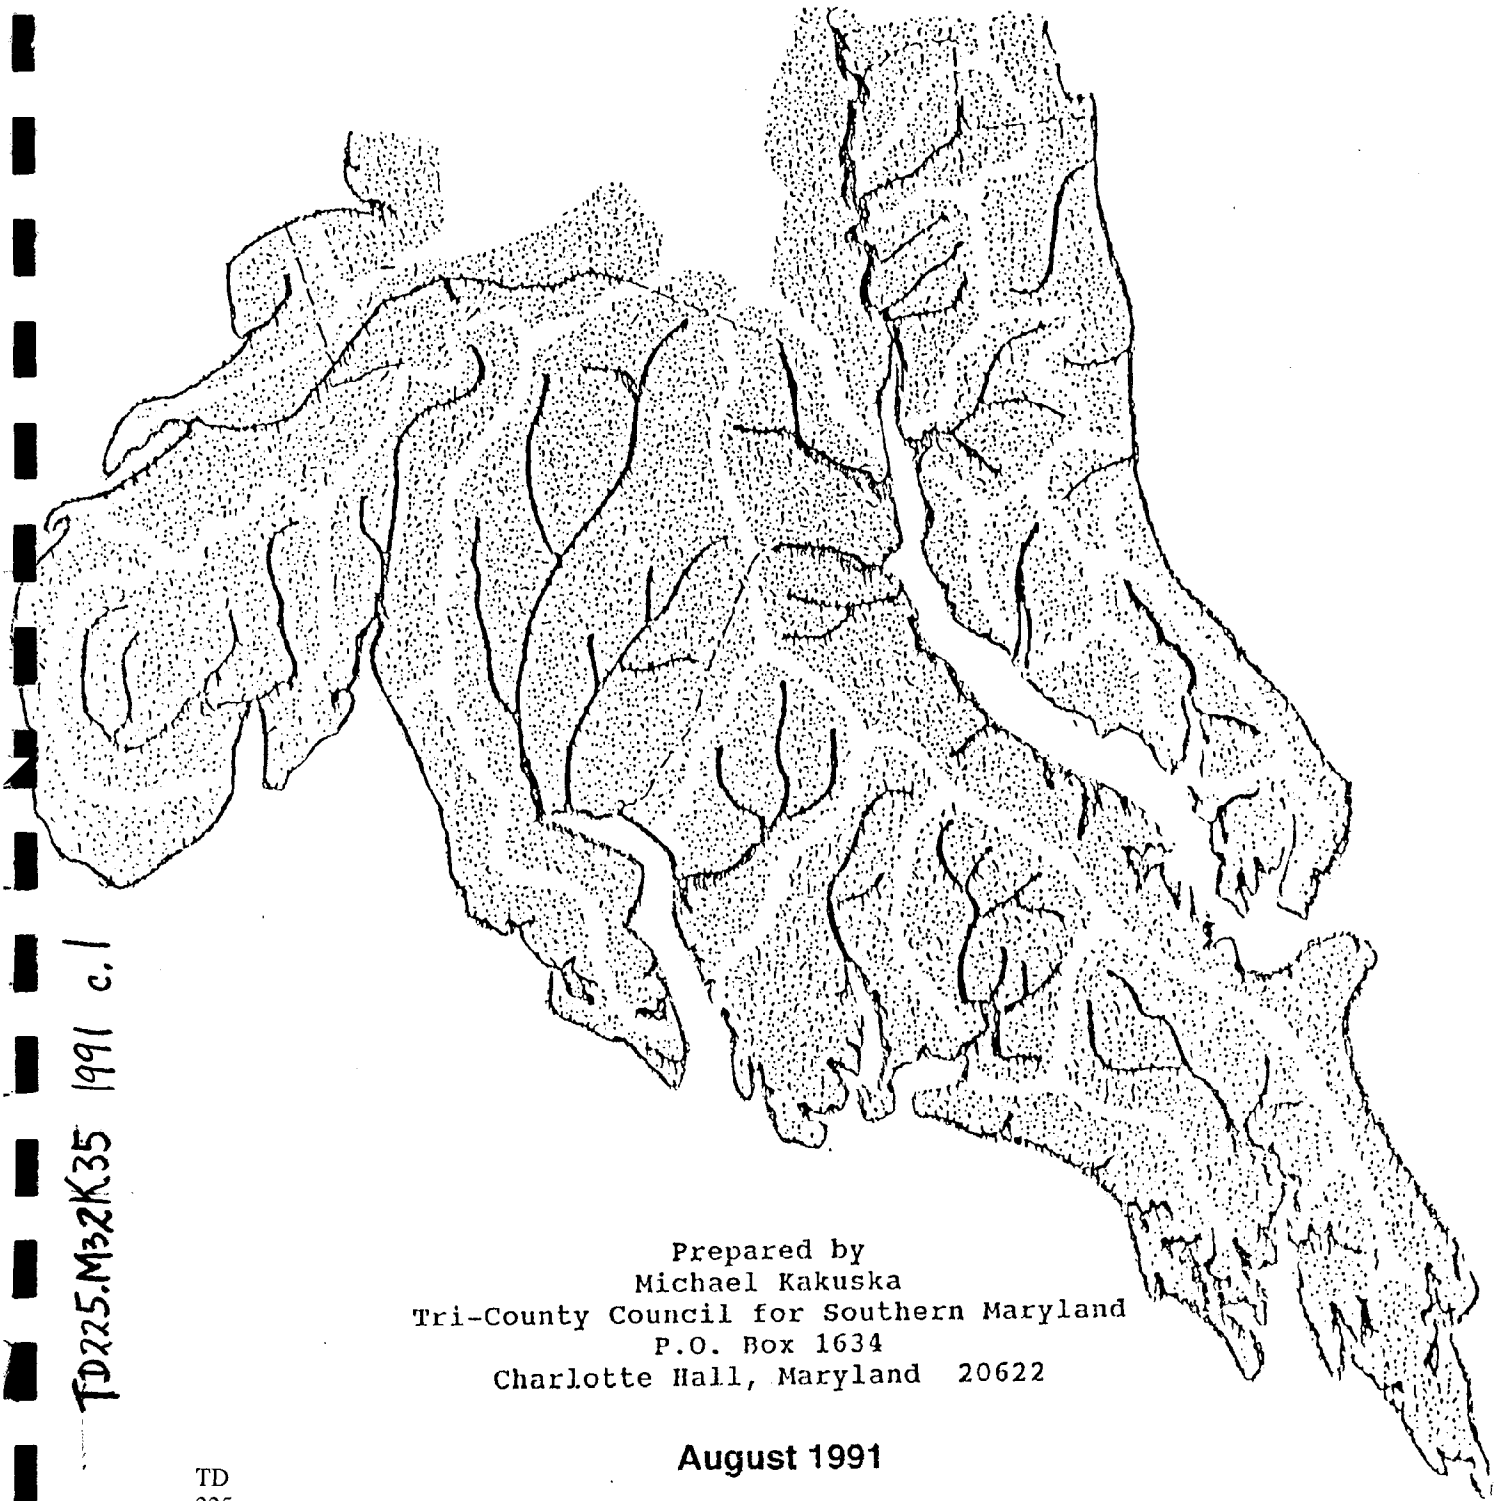 TD225.M32K35 1991 c.1
Prepared by
Michael Kakuska
Tri-County Council for Southern Maryland
P.O. Box 1634
Charlotte Hall, Maryland 20622
August 1991
TD